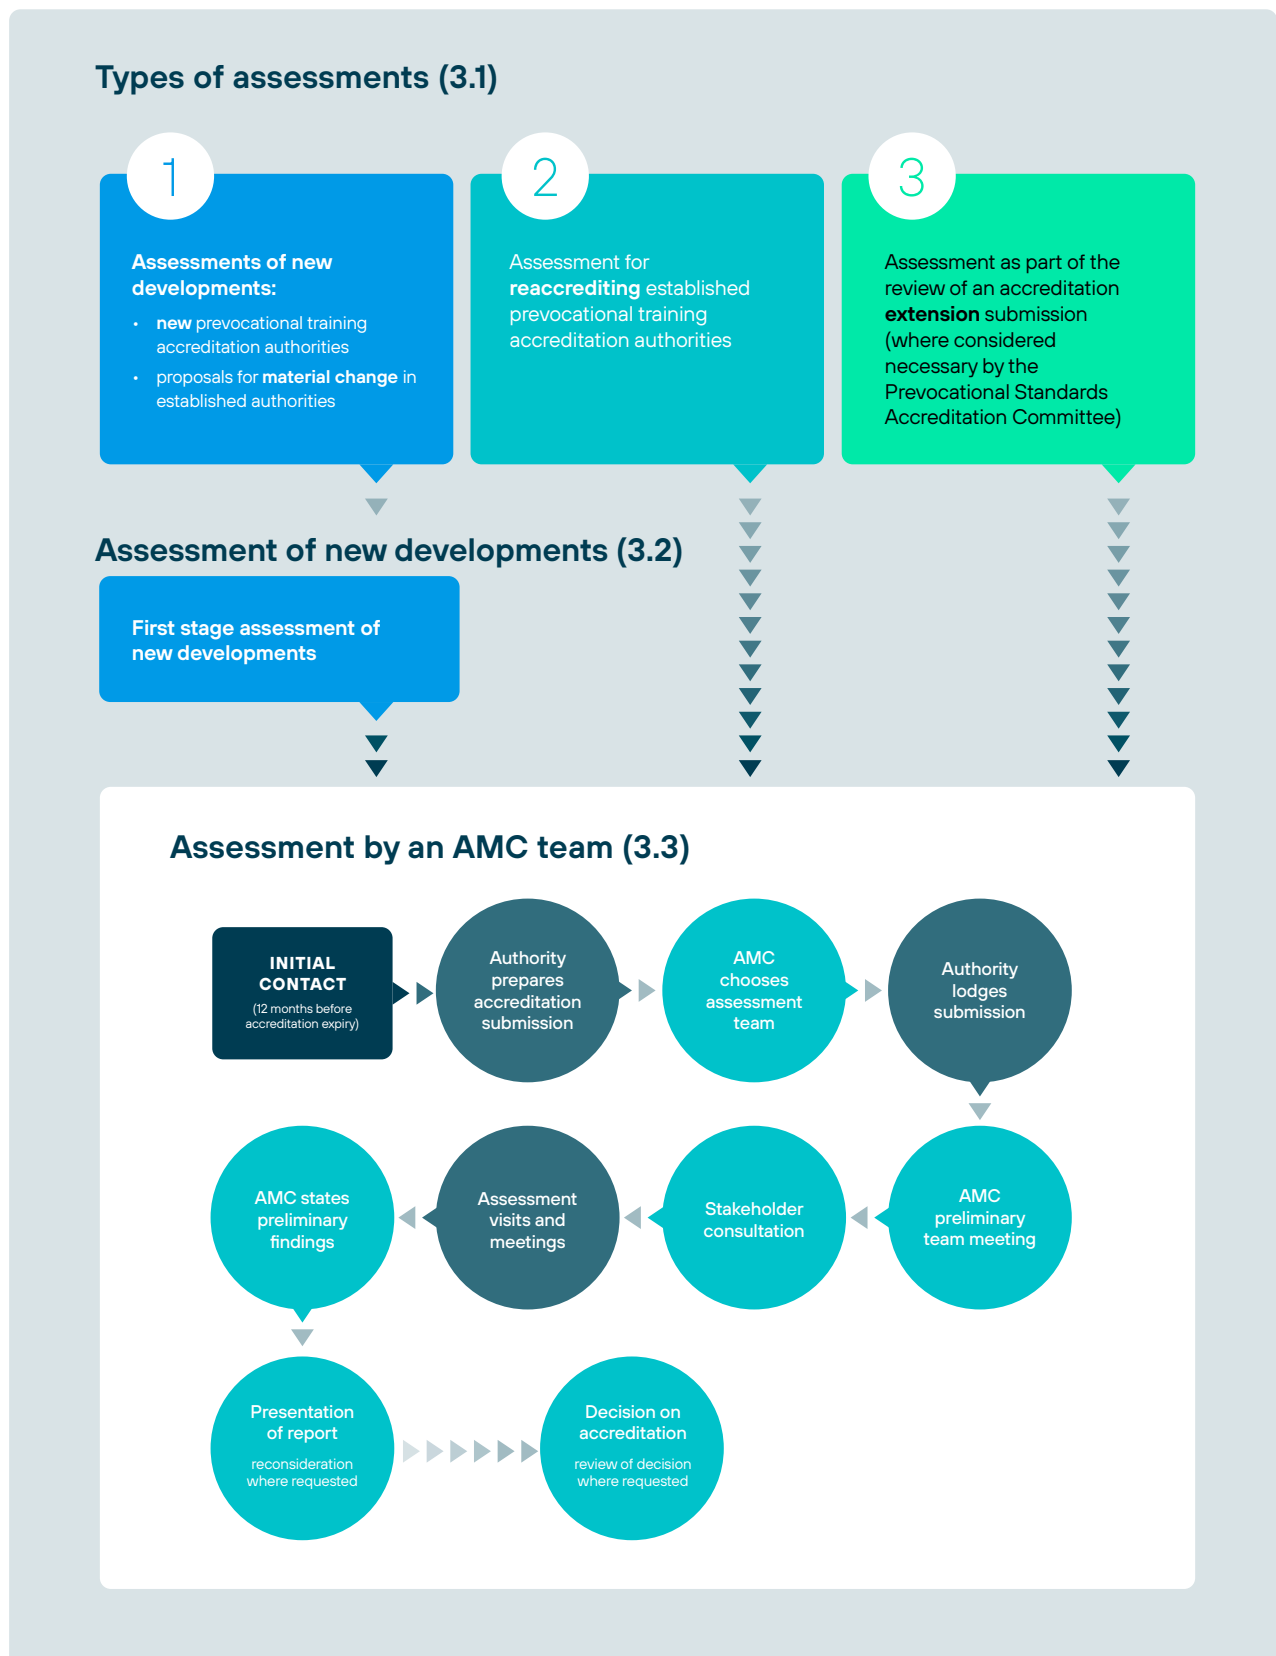 Types of assessments (3.1)
1
Assessments of new
developments:
• new prevocational training
accreditation authorities
• proposals for material change in
established authorities
2
Assessment for
reaccrediting established
prevocational training
accreditation authorities
3
Assessment as part of the
review of an accreditation
extension submission
(where considered
necessary by the
Prevocational Standards
Accreditation Committee)
Assessment of new developments (3.2)
First stage assessment of
new developments
Assessment by an AMC team (3.3)
INITIAL
CONTACT
(12 months before
accreditation expiry)
Authority
prepares
accreditation
submission
AMC
chooses
assessment
team
Authority
lodges
submission
AMC
preliminary
team meeting
Stakeholder
consultation
Assessment
visits and
meetings
AMC states
preliminary
findings
Presentation
of report
reconsideration
where requested
Decision on
accreditation
review of decision
where requested